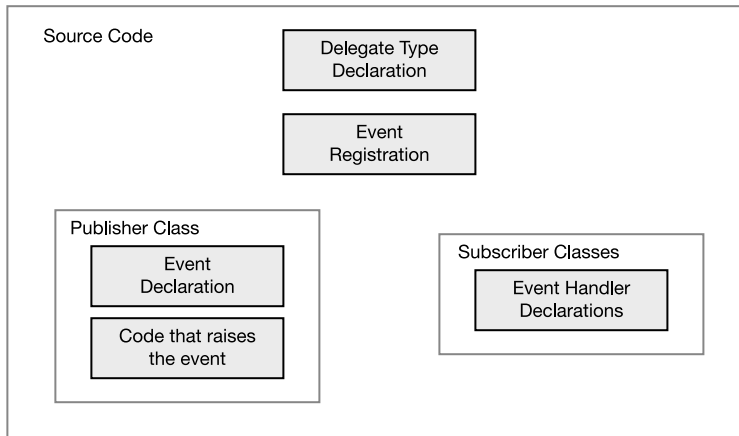 Source Code
Delegate Type
Declaration
Event
Registration
Publisher Class
Event
Declaration
Code that raises
the event
Subscriber Classes
Event Handler
Declarations